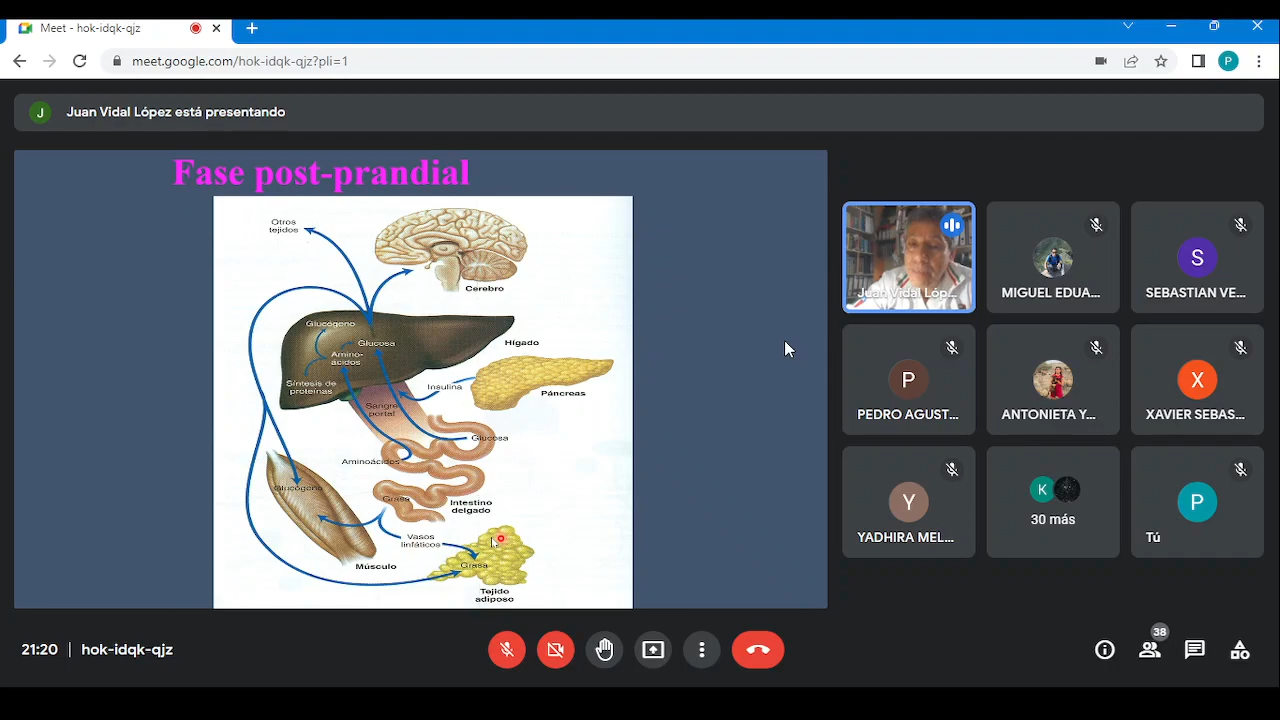 Meet - hok-idqk-qjz
meet.google.com/hok-idqk-qjz?pli=1
P
J
Juan Vidal López está presentando
Fase post-prandial
Otros
tejidos
Cerebro
Glucógeno
Glucosa
Amino-
ácidos
Hígado
Síntesis de
proteínas
Insulina
Páncreas
Sangre
portal
Glucosa
Aminoácidos
Glucógeno
Grasa
Intestino
delgado
Vasos
linfáticos
Músculo
Grasa
Tejido
adiposo
Juan Vidal Lóp...
MIGUEL EDUA...
S
SEBASTIAN VE...
P
PEDRO AGUST...
ANTONIETA Y...
X
XAVIER SEBAS...
Y
YADHIRA MEL...
K
30 más
P
Tú
21:20 | hok-idqk-qjz
38